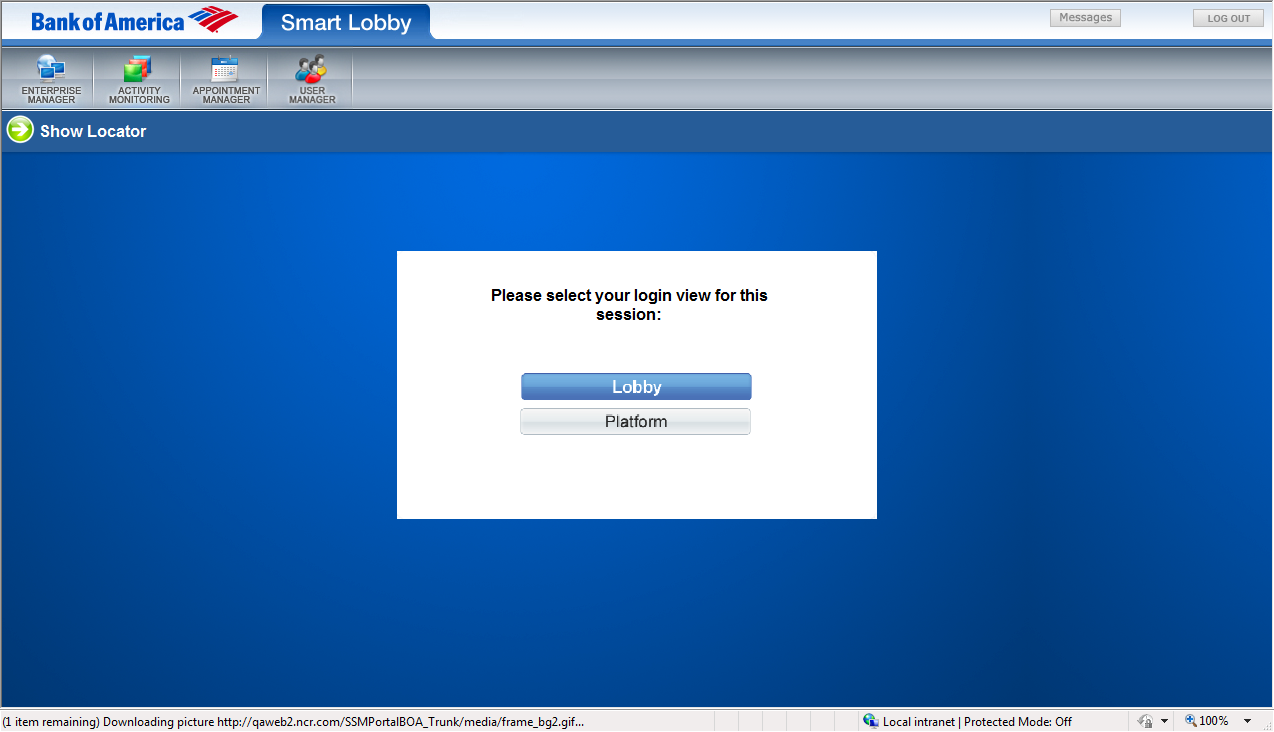 Bank of America
Smart Lobby
Messages
LOG OUT
ENTERPRISE
MANAGER
ACTIVITY
MONITORING
APPOINTMENT
MANAGER
USER
MANAGER
Show Locator
Please select your login view for this
session:
Lobby
Platform
(1 item remaining) Downloading picture http://qaweb2.ncr.com/SSMPortalBOA_Trunk/media/frame_bg2.gif...
Local intranet | Protected Mode: Off
100%